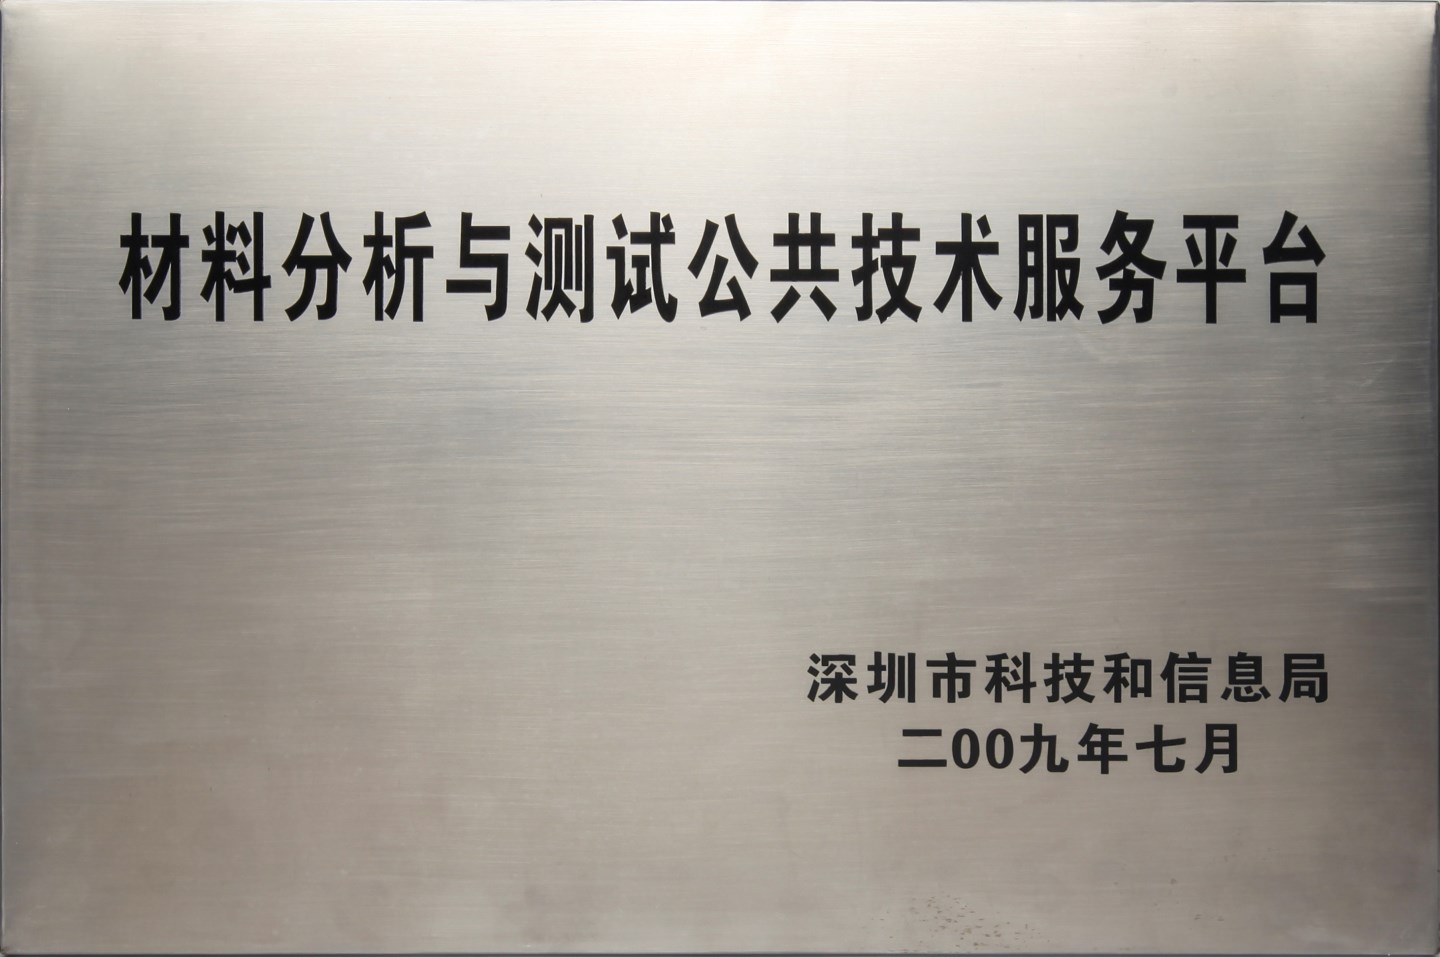 材料分析与测试公共技术服务平台
深圳市科技和信息局
二00九年七月